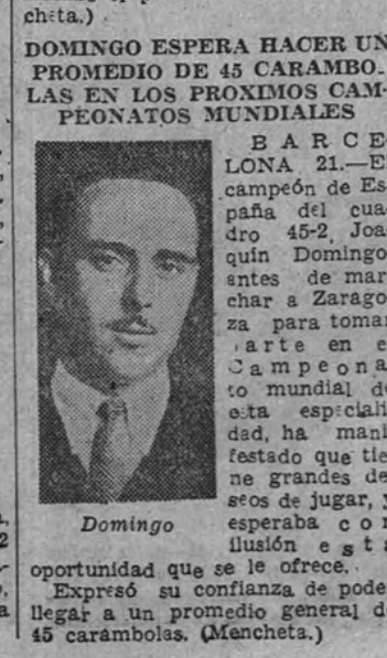 cheta.)
DOMINGO ESPERA HACER UN
PROMEDIO DE 45 CARAMBO-
LAS EN LOS PROXIMOS CAM-
PEONATOS MUNDIALES
BARCE-
LONA 21.—El
campeón de Es-
paña del cua-
dro 45-2, Joa-
quín Domingo,
antes de mar-
char a Zarago-
za para tomar
arte en e
Campeona-
to mundial de
esta especiali-
dad, ha mani-
festado que tie-
ne grandes de-
seos de jugar, y
esperaba con
ilusión esta
Domingo
oportunidad que se le ofrece.
Expresó su confianza de pode
llegar a un promedio general de
45 carambolas. (Mencheta.)